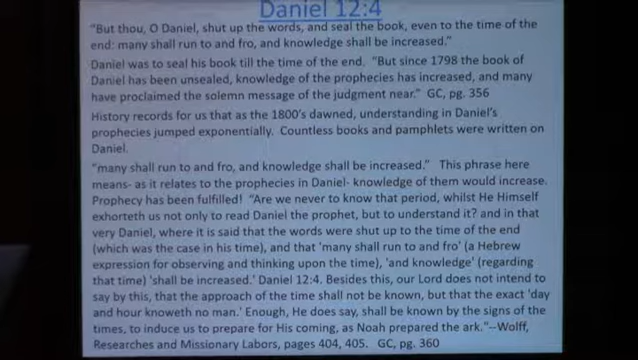 Daniel 12:4
"But thou, O Daniel, shut up the words, and seal the book, even to the time of the
end: many shall run to and fro, and knowledge shall be increased."
Daniel was to seal his book till the time of the end. "But since 1798 the book of
Daniel has been unsealed, knowledge of the prophecies has increased, and many
have proclaimed the solemn message of the judgment near." GC, pg. 356
History records for us that as the 1800's dawned, understanding in Daniel's
prophecies jumped exponentially. Countless books and pamphlets were written on
Daniel.
"many shall run to and fro, and knowledge shall be increased." This phrase here
means- as it relates to the prophecies in Daniel- knowledge of them would increase.
Prophecy has been fulfilled! "Are we never to know that period, whilst He Himself
exhorteth us not only to read Daniel the prophet, but to understand it? and in that
very Daniel, where it is said that the words were shut up to the time of the end
(which was the case in his time), and that 'many shall run to and fro' (a Hebrew
expression for observing and thinking upon the time), 'and knowledge' (regarding
that time) 'shall be increased.' Daniel 12:4. Besides this, our Lord does not intend to
say by this, that the approach of the time shall not be known, but that the exact 'day
and hour knoweth no man.' Enough, He does say, shall be known by the signs of the
times, to induce us to prepare for His coming, as Noah prepared the ark."--Wolff,
Researches and Missionary Labors, pages 404, 405. GC, pg. 360